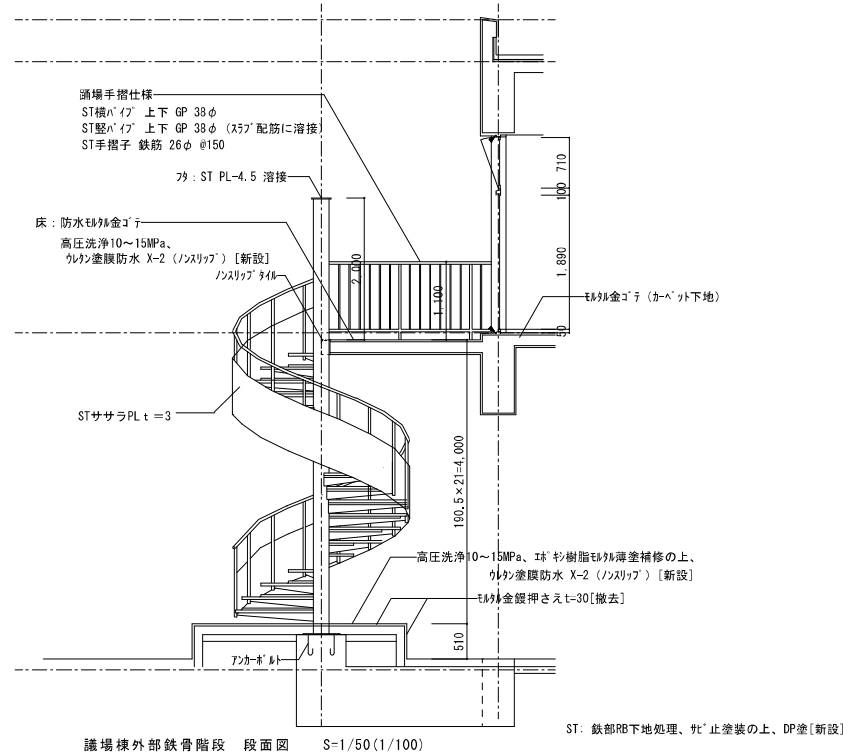 踊場手摺仕様
ST横パイプ 上下 GP 38φ
ST竪パイプ 上下 GP 38φ (スラブ配筋に溶接)
ST手摺子 鉄筋 26φ @150
フタ：ST PL-4.5 溶接
床：防水モルタル金ゴテ
高圧洗浄10～15MPa、
ウレタン塗膜防水 X-2 (ノンスリップ) [新設]
ノンスリップタイル
2,000
1,100
710
100
1,890
50
モルタル金ゴテ (カーペット下地)
STササラPLｔ＝3
190.5×21=4,000
高圧洗浄10～15MPa、エポキシ樹脂モルタル薄塗補修の上、
ウレタン塗膜防水 X-2 (ノンスリップ) [新設]
モルタル金鏝押さえt=30[撤去]
510
アンカーボルト
ST: 鉄部RB下地処理、サビ止塗装の上、DP塗[新設]
議場棟外部鉄骨階段 段面図 S=1/50(1/100)